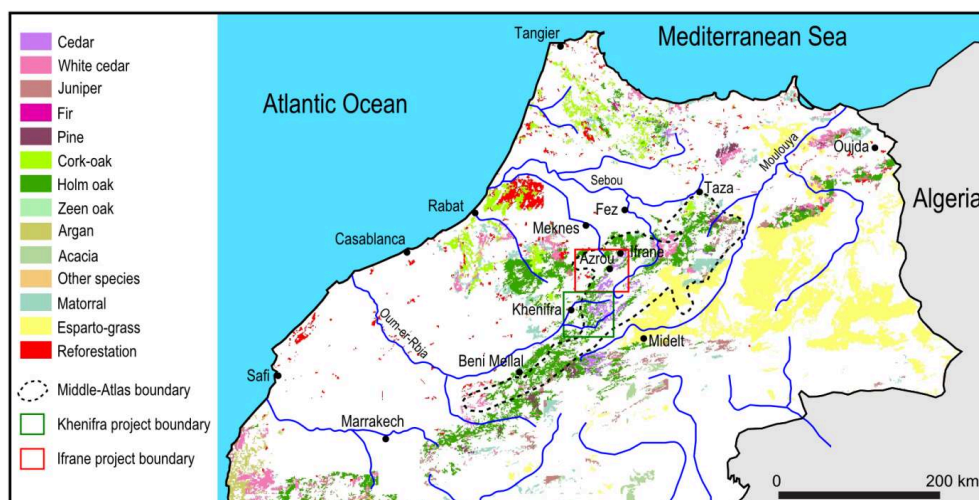 Cedar
White cedar
Juniper
Fir
Pine
Cork-oak
Holm oak
Zeen oak
Argan
Acacia
Other species
Matorral
Esparto-grass
Reforestation
Middle-Atlas boundary
Khenifra project boundary
Ifrane project boundary
Tangier
Mediterranean Sea
Atlantic Ocean
Moulouya
Oujda
Sebou
Taza
Algeria
Rabat
Fez
Meknes
Casablanca
Ifrane
Azrou
Khenifra
Oum-er-Rbia
Midelt
Bení Mellal
Safi
Marrakech
0
200 km